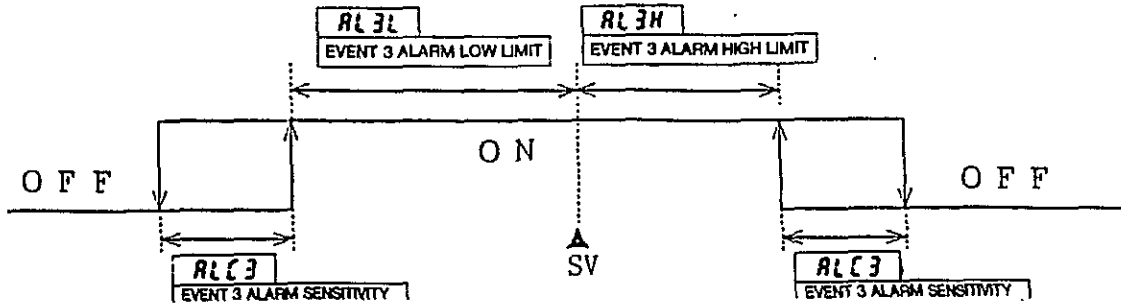 AL3L
EVENT 3 ALARM LOW LIMIT
AL3H
EVENT 3 ALARM HIGH LIMIT
ON
OFF
OFF
SV
ALC3
EVENT 3 ALARM SENSITIVITY
ALC3
EVENT 3 ALARM SENSITIVITY